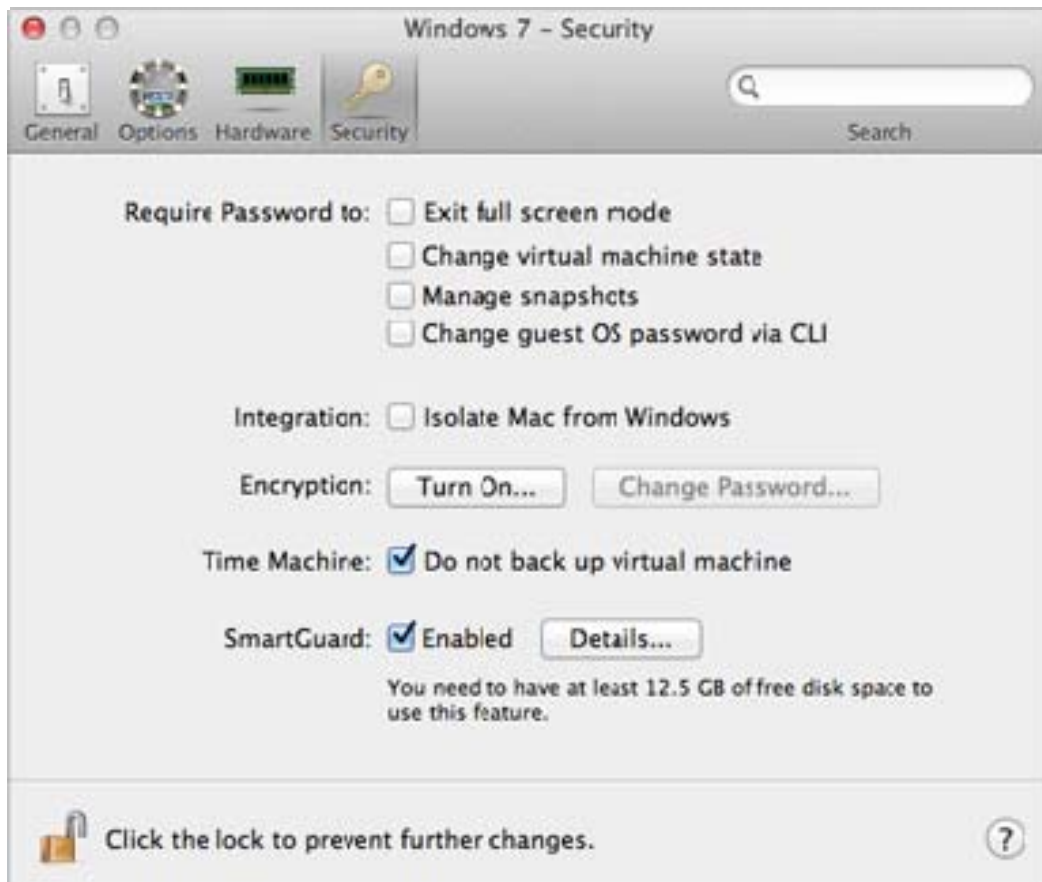 Windows 7 – Security
General Options Hardware Security
Search
Require Password to: Exit full screen mode
Change virtual machine state
Manage snapshots
Change guest OS password via CLI
Integration: Isolate Mac from Windows
Encryption: Turn On... Change Password...
Time Machine: Do not back up virtual machine
SmartGuard: Enabled Details...
You need to have at least 12.5 GB of free disk space to
use this feature.
Click the lock to prevent further changes.
?